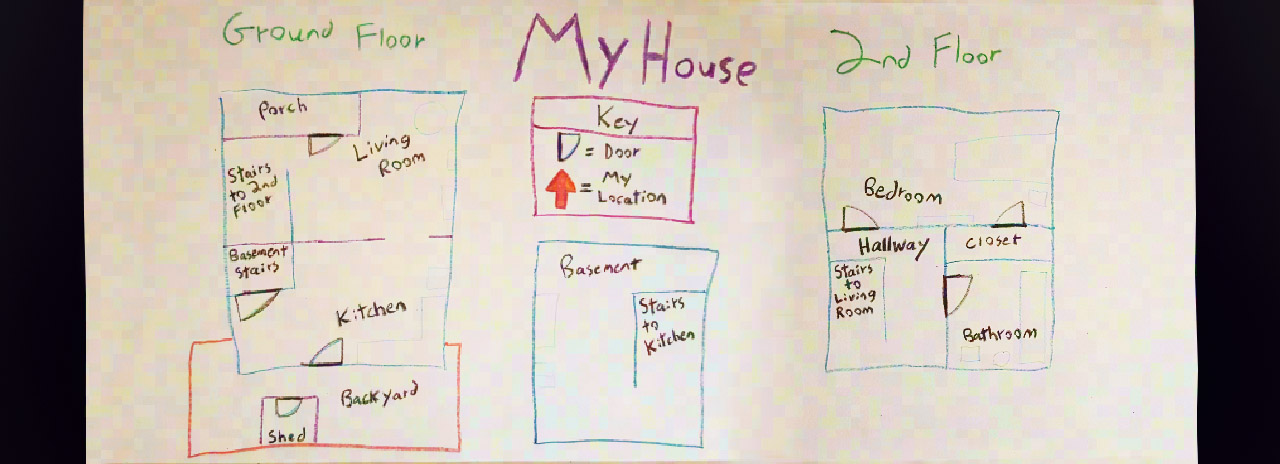 My House
Ground Floor
Porch
Living
Room
Stairs
to 2nd
Floor
Basement
Stairs
Kitchen
Backyard
Shed
Key
= Door
= My
Location
Basement
Stairs
to
Kitchen
2nd Floor
Bedroom
Hallway
Closet
Stairs
to
Living
Room
Bathroom